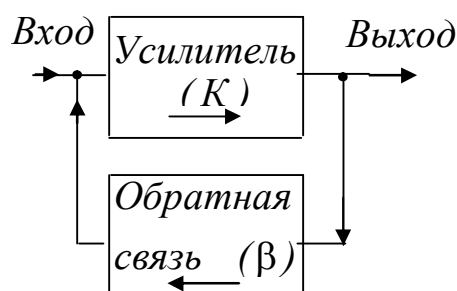 Вход
Усилитель
(К)
Выход
Обратная
связь (β)